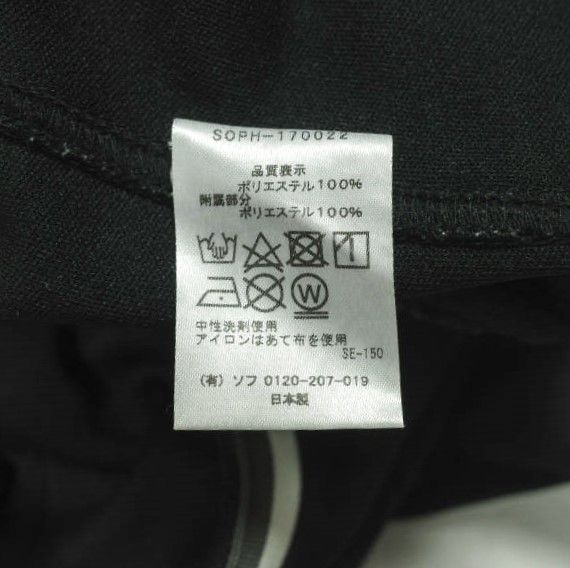 SOPH-170022
品質表示
ポリエステル100%
附属部分
ポリエステル100%
W
中性洗剤使用
アイロンはあて布を使用
SE-150
(有) ソフ 0120-207-019
日本製